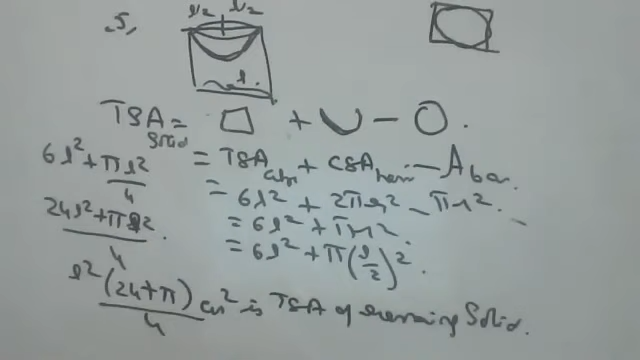 5,
l/2 l/2
l.
TSA solid = □ + ∪ − ○.
= TSA cube + CSA hem − A base.
= 6l² + 2πr² − πr².
= 6l² + πr².
= 6l² + π(l/2)².
6l² + πl²/4
24l² + πl²/4.
l²(24+π)/4 cm² is TSA of remaining Solid.